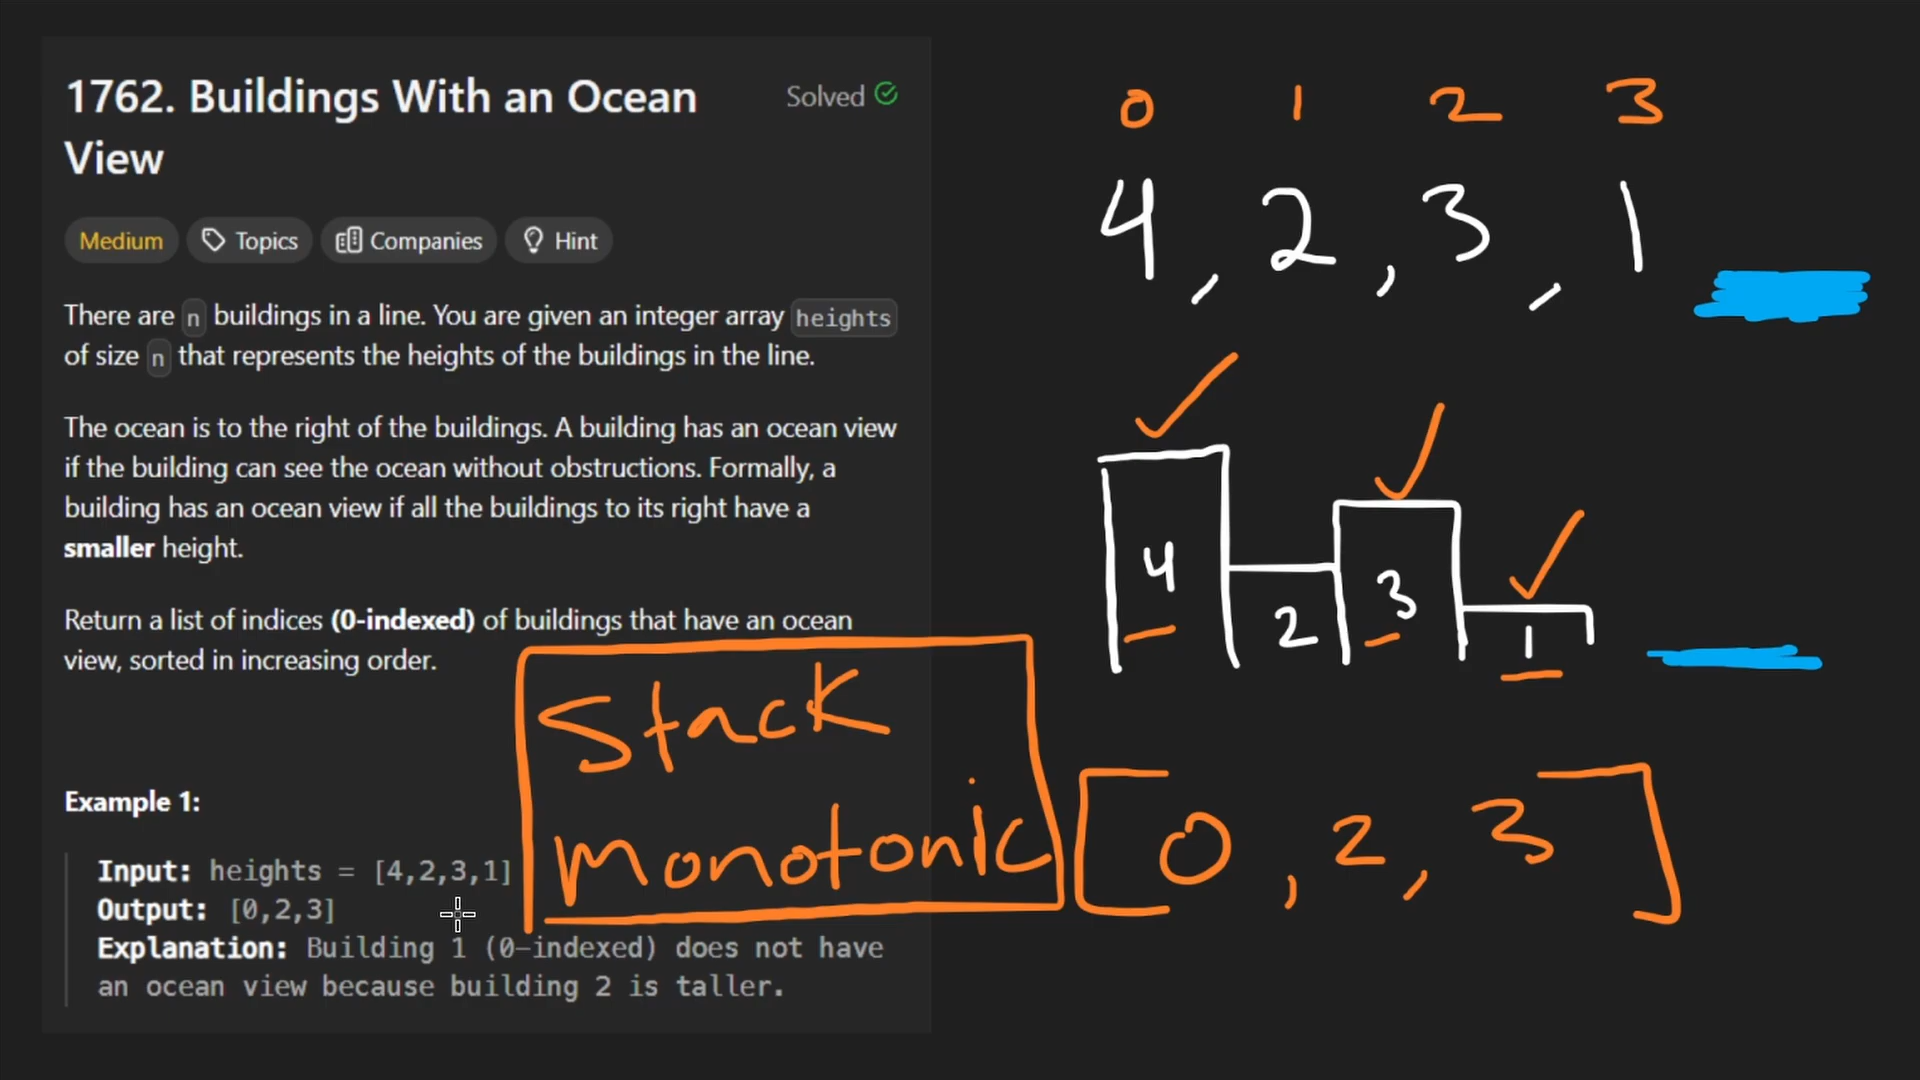 1762. Buildings With an Ocean
View
Solved
Medium
Topics
Companies
Hint
There are n buildings in a line. You are given an integer array heights
of size n that represents the heights of the buildings in the line.
The ocean is to the right of the buildings. A building has an ocean view
if the building can see the ocean without obstructions. Formally, a
building has an ocean view if all the buildings to its right have a
smaller height.
Return a list of indices (0-indexed) of buildings that have an ocean
view, sorted in increasing order.
Example 1:
Input: heights = [4,2,3,1]
Output: [0,2,3]
Explanation: Building 1 (0-indexed) does not have
an ocean view because building 2 is taller.
Stack
monotonic
0 1 2 3
4, 2, 3, 1
4 2 3 1
[0, 2, 3]